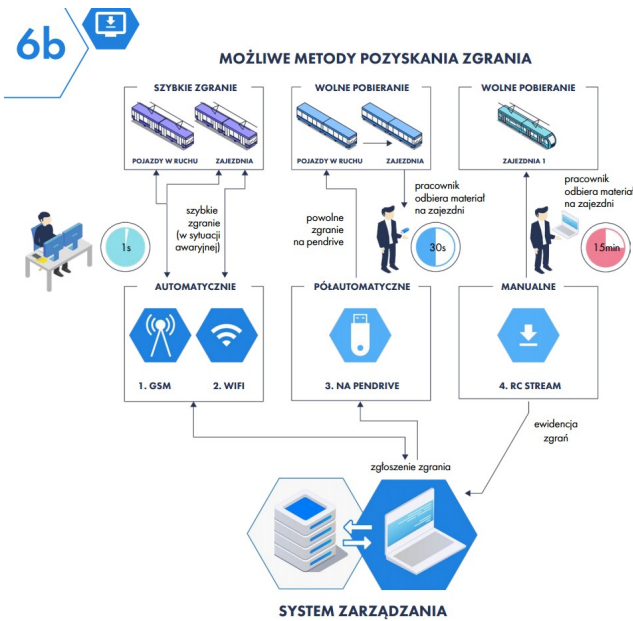 6b
MOŻLIWE METODY POZYSKANIA ZGRANIA
SZYBKIE ZGRANIE
POJAZDY W RUCHU
ZAJEZDNIA
WOLNE POBIERANIE
POJAZDY W RUCHU
ZAJEZDNIA
WOLNE POBIERANIE
ZAJEZDNIA 1
1s
szybkie
zgranie
(w sytuacji
awaryjnej)
powolne
zgranie
na pendrive
pracownik
odbiera materiał
na zajezdni
30s
pracownik
odbiera materiał
na zajezdni
15min
AUTOMATYCZNIE
1. GSM
2. WIFI
PÓŁAUTOMATYCZNE
3. NA PENDRIVE
MANUALNE
4. RC STREAM
zgłoszenie zgrania
ewidencja
zgrań
SYSTEM ZARZĄDZANIA